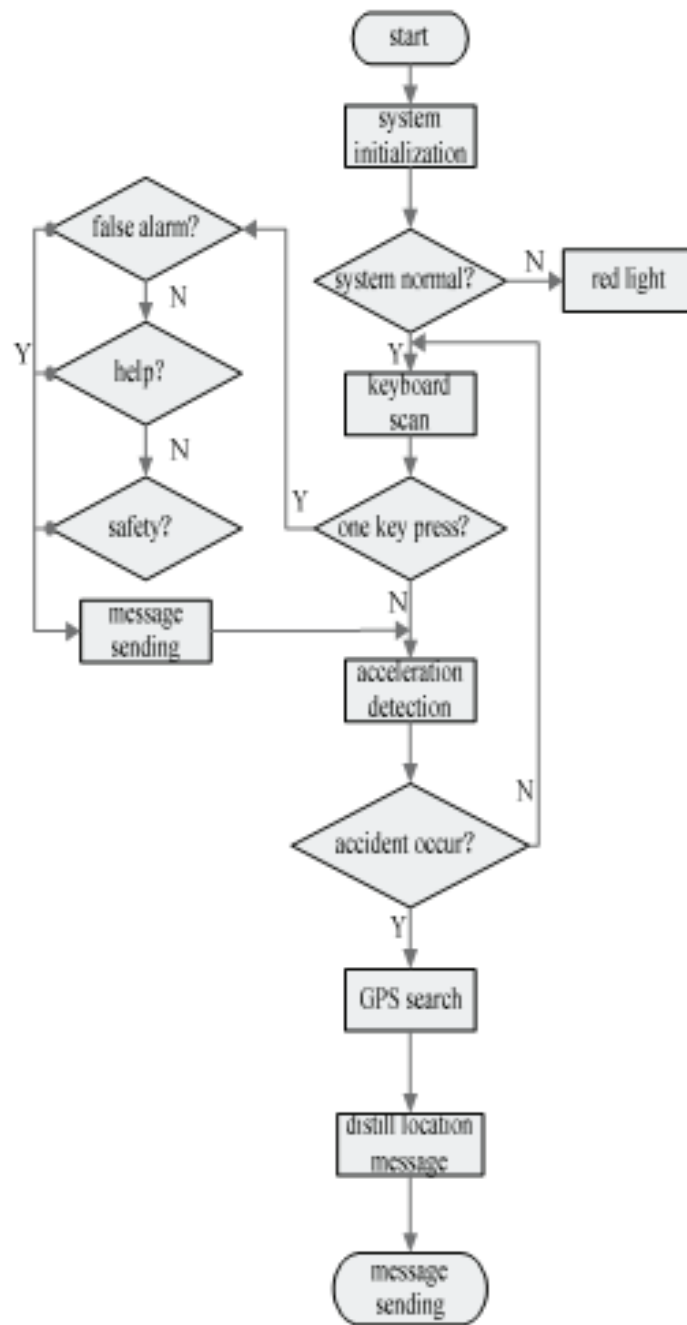 start
system
initialization
false alarm?
system normal?
N
red light
N
Y
Y
help?
keyboard
scan
N
Y
safety?
one key press?
N
message
sending
acceleration
detection
N
accident occur?
Y
GPS search
distill location
message
message
sending